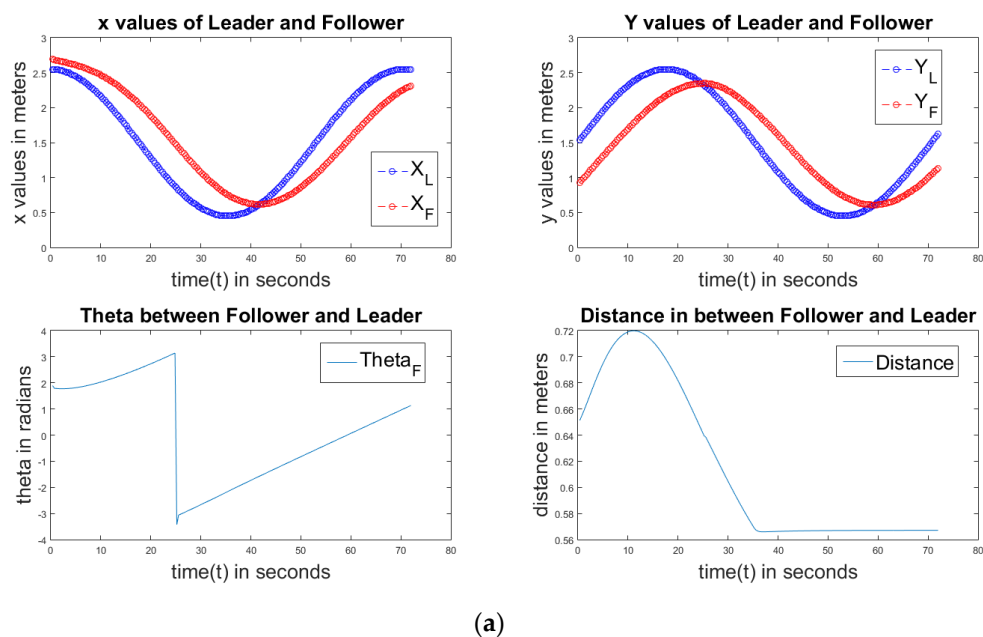 x values of Leader and Follower
3
2.5
2
1.5
1
0.5
0
x values in meters
X_L
X_F
0 10 20 30 40 50 60 70 80
time(t) in seconds
Y values of Leader and Follower
3
2.5
2
1.5
1
0.5
0
y values in meters
Y_L
Y_F
0 10 20 30 40 50 60 70 80
time(t) in seconds
Theta between Follower and Leader
4
3
2
1
0
-1
-2
-3
-4
theta in radians
Theta_F
0 10 20 30 40 50 60 70 80
time(t) in seconds
Distance in between Follower and Leader
0.72
0.7
0.68
0.66
0.64
0.62
0.6
0.58
0.56
distance in meters
Distance
0 10 20 30 40 50 60 70 80
time(t) in seconds
(a)